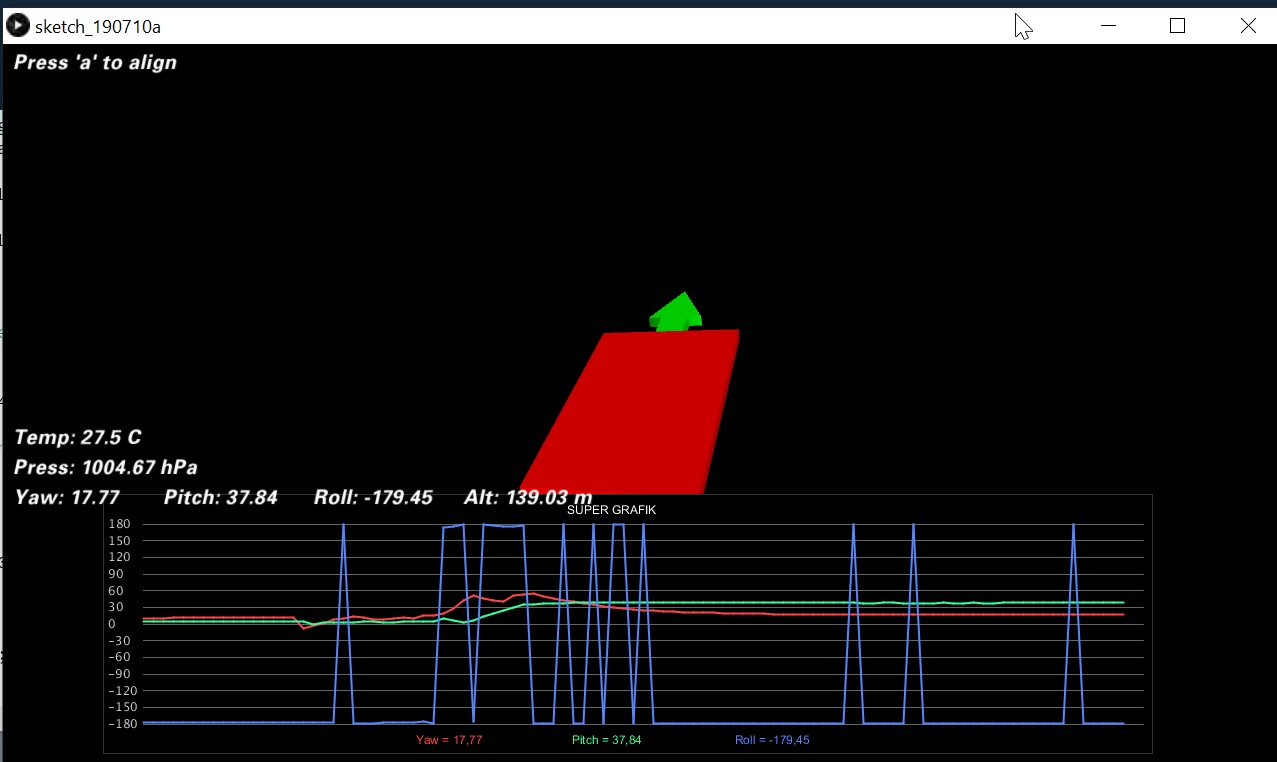 sketch_190710a
Press 'a' to align
Temp: 27.5 C
Press: 1004.67 hPa
Yaw: 17.77 Pitch: 37.84 Roll: -179.45 Alt: 139.03 m
SUPER GRAFIK
180
150
120
90
60
30
0
-30
-60
-90
-120
-150
-180
Yaw = 17,77 Pitch = 37,84 Roll = -179,45